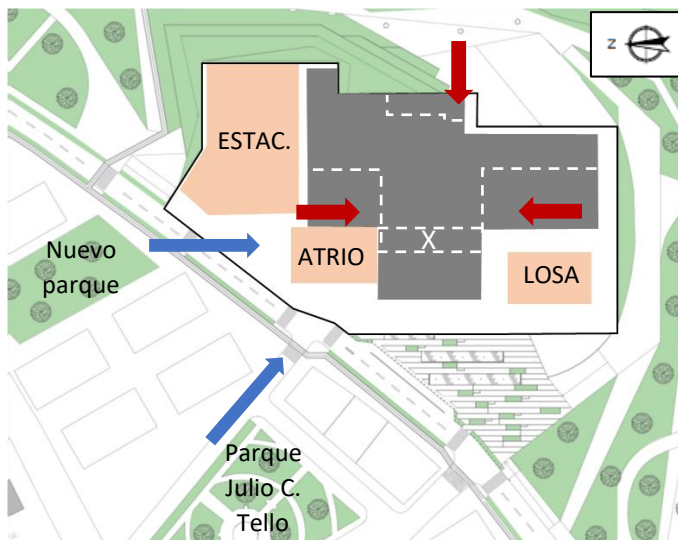 Z
ESTAC.
Nuevo
parque
ATRIO
X
LOSA
Parque
Julio C.
Tello